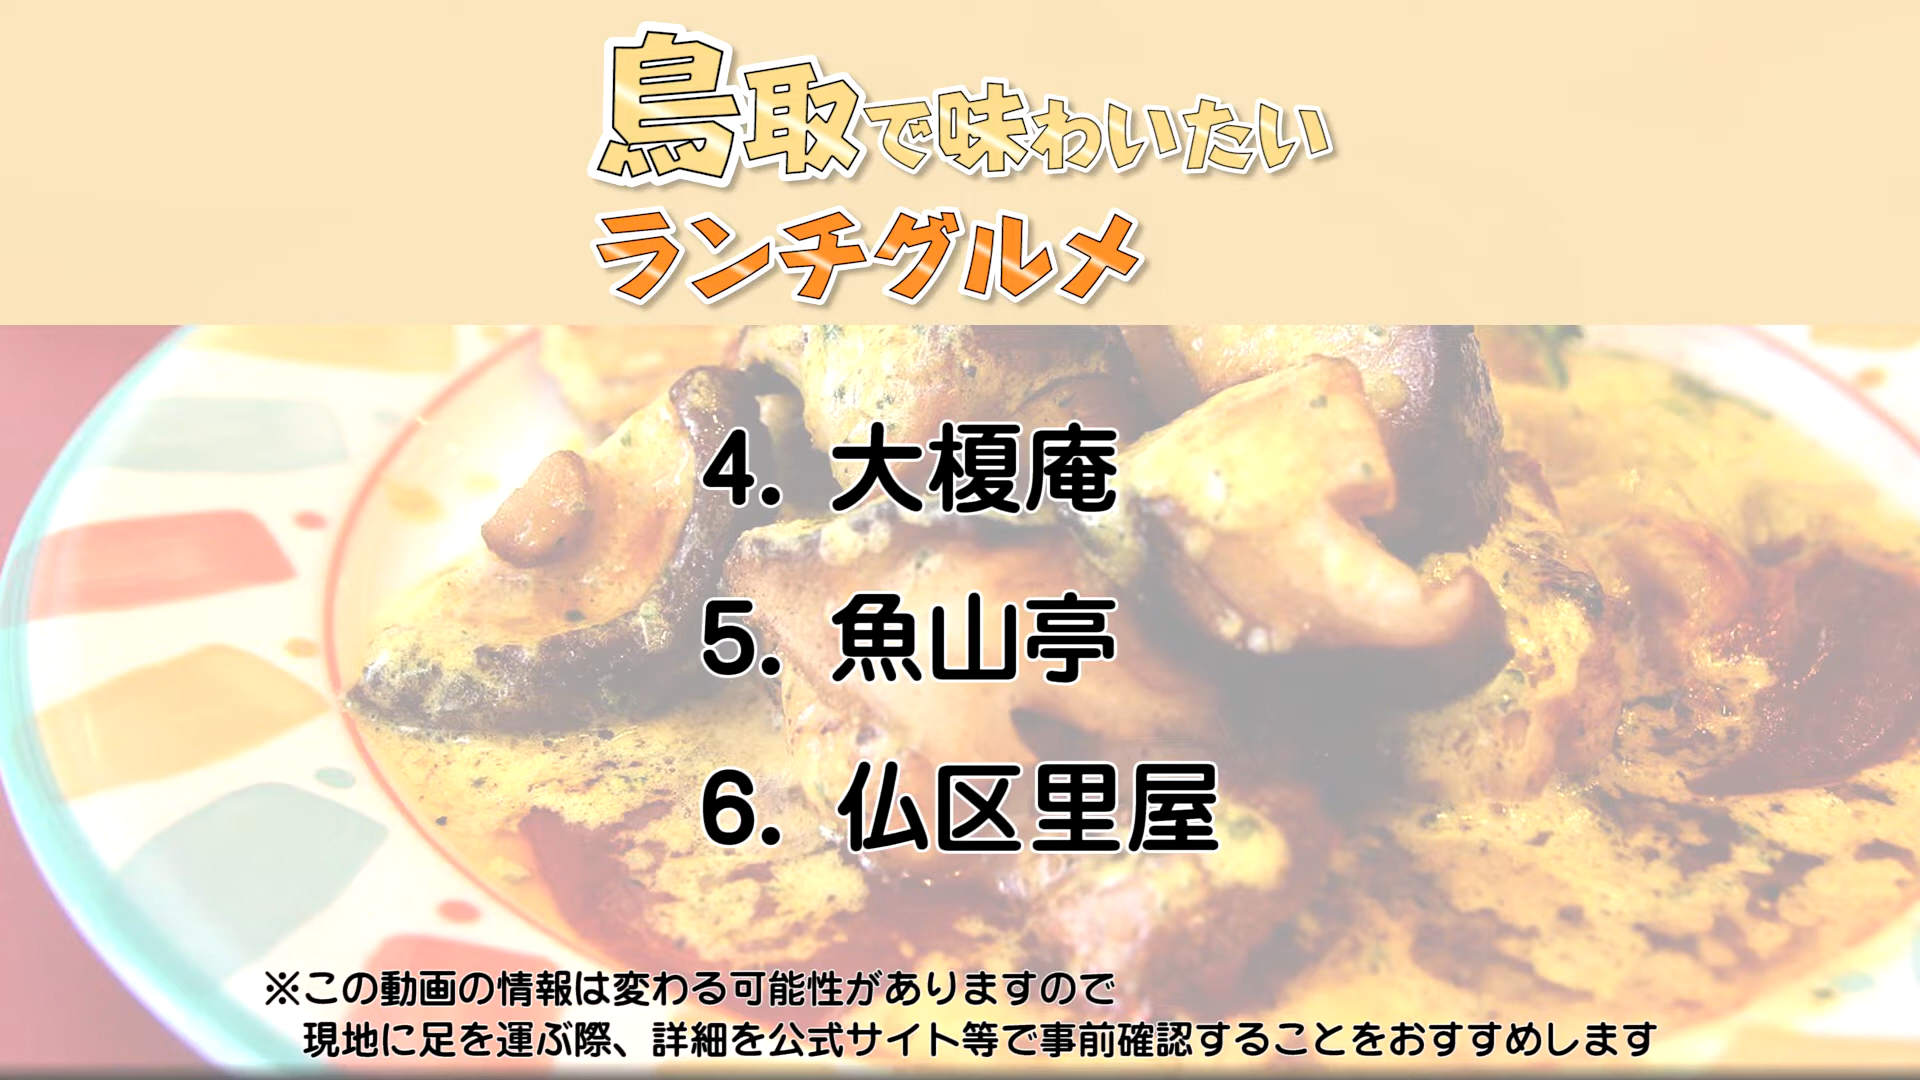 鳥取で味わいたい
ランチグルメ
4. 大榎庵
5. 魚山亭
6. 仏区里屋
※この動画の情報は変わる可能性がありますので
現地に足を運ぶ際、詳細を公式サイト等で事前確認することをおすすめします